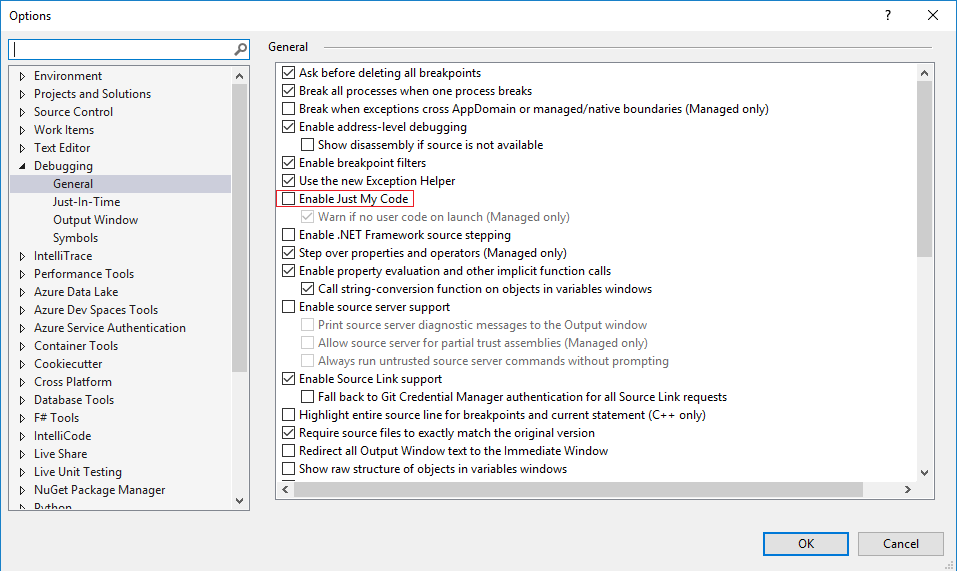 Options
?
General
Environment
Projects and Solutions
Source Control
Work Items
Text Editor
Debugging
General
Just-In-Time
Output Window
Symbols
IntelliTrace
Performance Tools
Azure Data Lake
Azure Dev Spaces Tools
Azure Service Authentication
Container Tools
Cookiecutter
Cross Platform
Database Tools
F# Tools
IntelliCode
Live Share
Live Unit Testing
NuGet Package Manager
Python
Ask before deleting all breakpoints
Break all processes when one process breaks
Break when exceptions cross AppDomain or managed/native boundaries (Managed only)
Enable address-level debugging
Show disassembly if source is not available
Enable breakpoint filters
Use the new Exception Helper
Enable Just My Code
Warn if no user code on launch (Managed only)
Enable .NET Framework source stepping
Step over properties and operators (Managed only)
Enable property evaluation and other implicit function calls
Call string-conversion function on objects in variables windows
Enable source server support
Print source server diagnostic messages to the Output window
Allow source server for partial trust assemblies (Managed only)
Always run untrusted source server commands without prompting
Enable Source Link support
Fall back to Git Credential Manager authentication for all Source Link requests
Highlight entire source line for breakpoints and current statement (C++ only)
Require source files to exactly match the original version
Redirect all Output Window text to the Immediate Window
Show raw structure of objects in variables windows
OK
Cancel